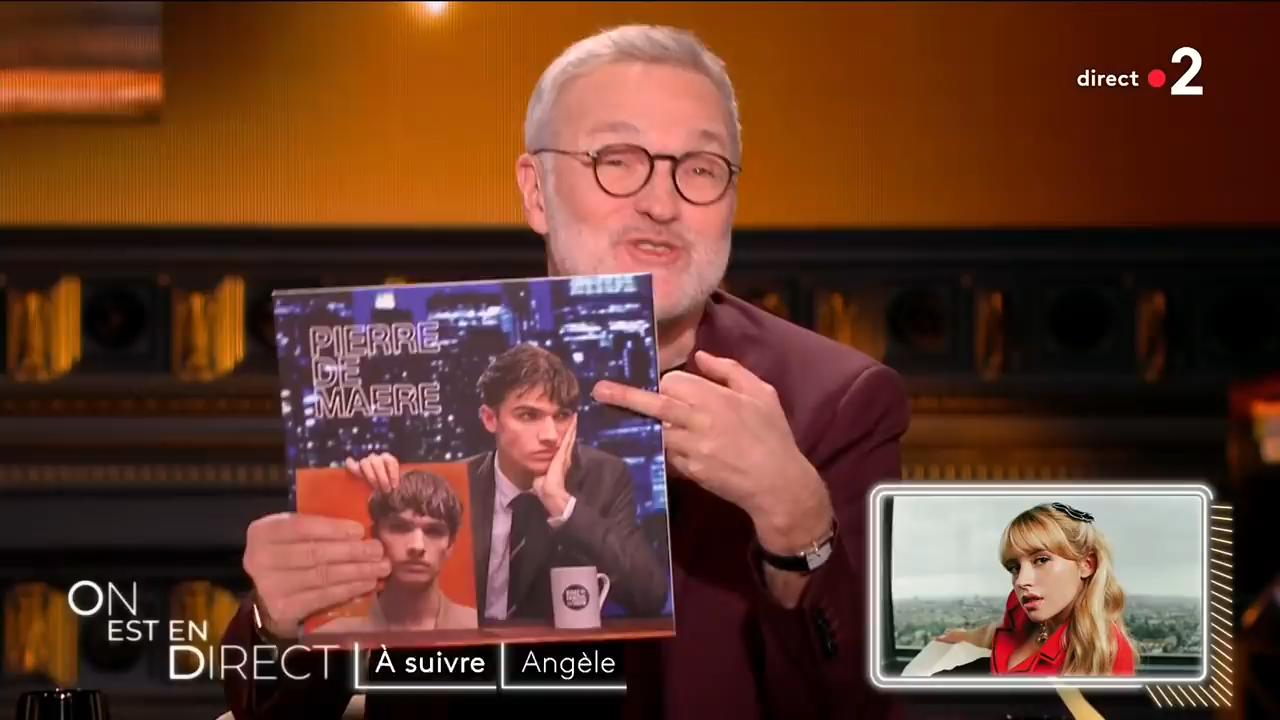 direct 2
PIERRE
DE
MAERE
ON
EST EN
DIRECT
À suivre
Angèle